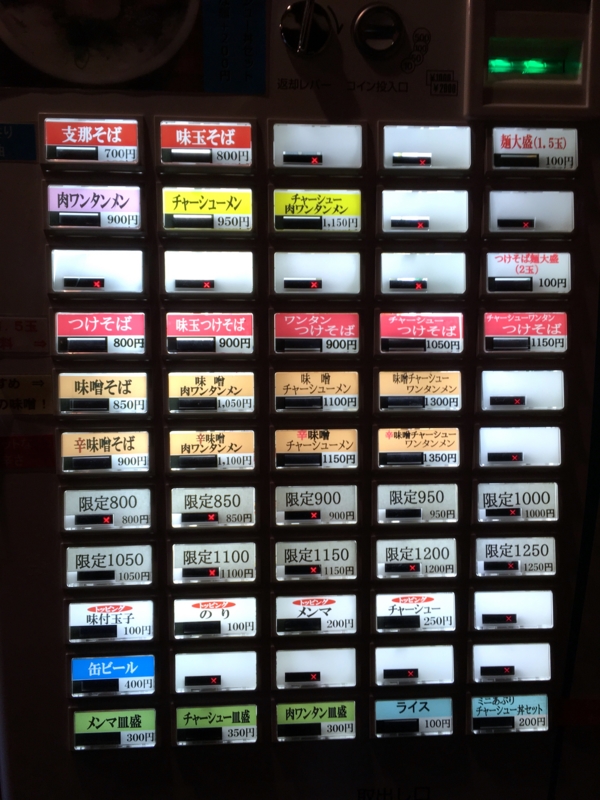 返却レバー コイン投入口
支那そば 700円
味玉そば 800円
麺大盛(1.5玉) 100円
肉ワンタンメン 900円
チャーシューメン 950円
チャーシュー
肉ワンタンメン 1,150円
つけそば麺大盛
(2玉) 100円
つけそば 800円
味玉つけそば 900円
ワンタン
つけそば 900円
チャーシュー
つけそば 1050円
チャーシューワンタン
つけそば 1150円
味噌そば 850円
味噌
肉ワンタンメン 1,050円
味噌
チャーシューメン 1100円
味噌チャーシュー
ワンタンメン 1300円
辛味噌そば 900円
辛味噌
肉ワンタンメン 1,100円
辛味噌
チャーシューメン 1150円
辛味噌チャーシュー
ワンタンメン 1350円
限定800 800円
限定850 850円
限定900 900円
限定950 950円
限定1000 1000円
限定1050 1050円
限定1100 1100円
限定1150 1150円
限定1200 1200円
限定1250 1250円
トッピング
味付玉子 100円
トッピング
のり 100円
トッピング
メンマ 200円
トッピング
チャーシュー 250円
缶ビール 400円
メンマ皿盛 300円
チャーシュー皿盛 350円
肉ワンタン皿盛 300円
ライス 100円
ミニあぶり
チャーシュー丼セット 200円